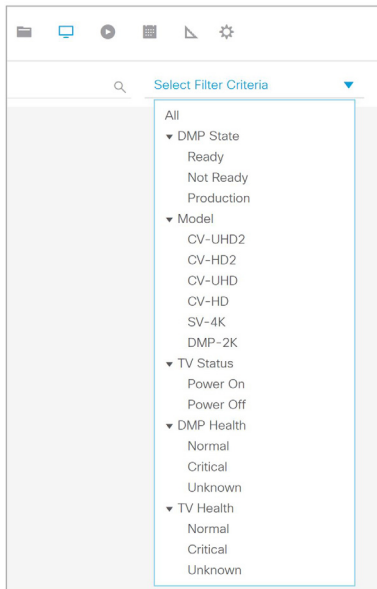 Select Filter Criteria
All
DMP State
Ready
Not Ready
Production
Model
CV-UHD2
CV-HD2
CV-UHD
CV-HD
SV-4K
DMP-2K
TV Status
Power On
Power Off
DMP Health
Normal
Critical
Unknown
TV Health
Normal
Critical
Unknown